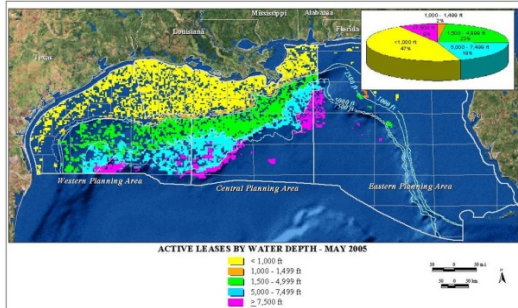 Mississippi Alabama
Louisiana
Florida
Texas
1,000 - 1,499 ft
2%
<1,000 ft
47%
1,500 - 4,999 ft
23%
5,000 - 7,499 ft
19%
Western Planning Area
Central Planning Area
Eastern Planning Area
ACTIVE LEASES BY WATER DEPTH - MAY 2005
< 1,000 ft
1,000 - 1,499 ft
1,500 - 4,999 ft
5,000 - 7,499 ft
≥ 7,500 ft